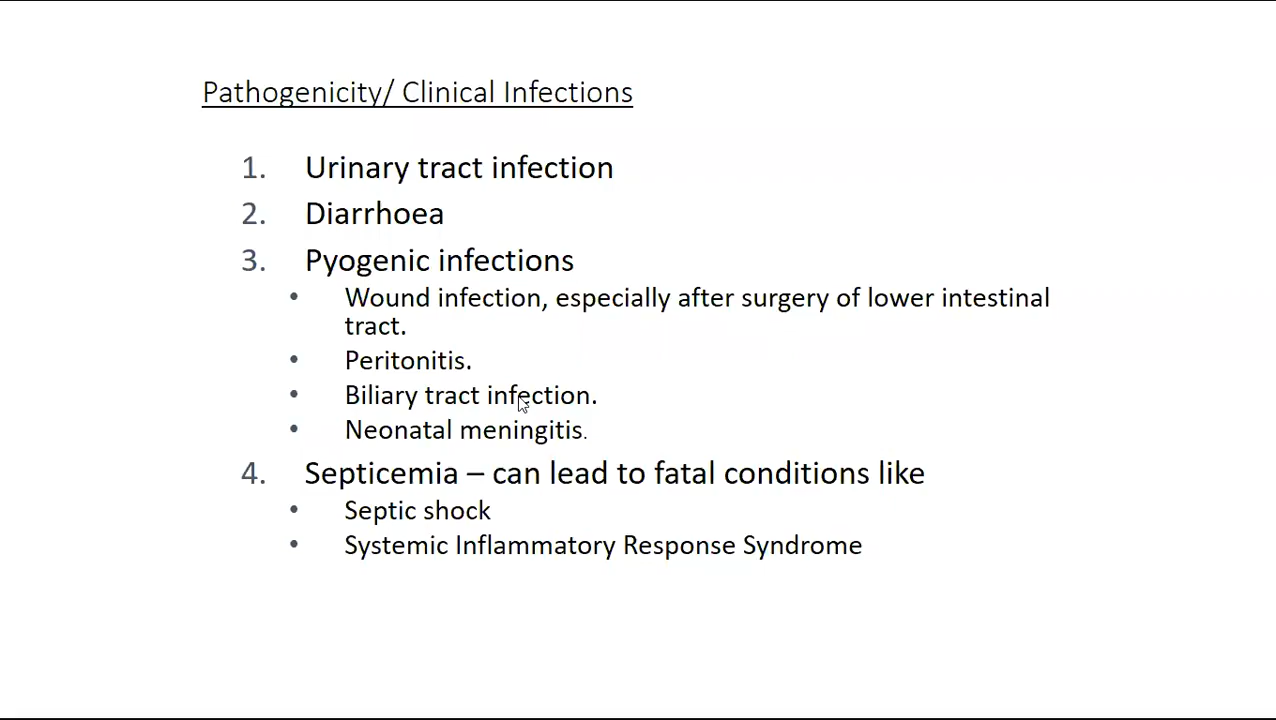 Pathogenicity/ Clinical Infections
1. Urinary tract infection
2. Diarrhoea
3. Pyogenic infections
• Wound infection, especially after surgery of lower intestinal
tract.
• Peritonitis.
• Biliary tract infection.
• Neonatal meningitis.
4. Septicemia – can lead to fatal conditions like
• Septic shock
• Systemic Inflammatory Response Syndrome